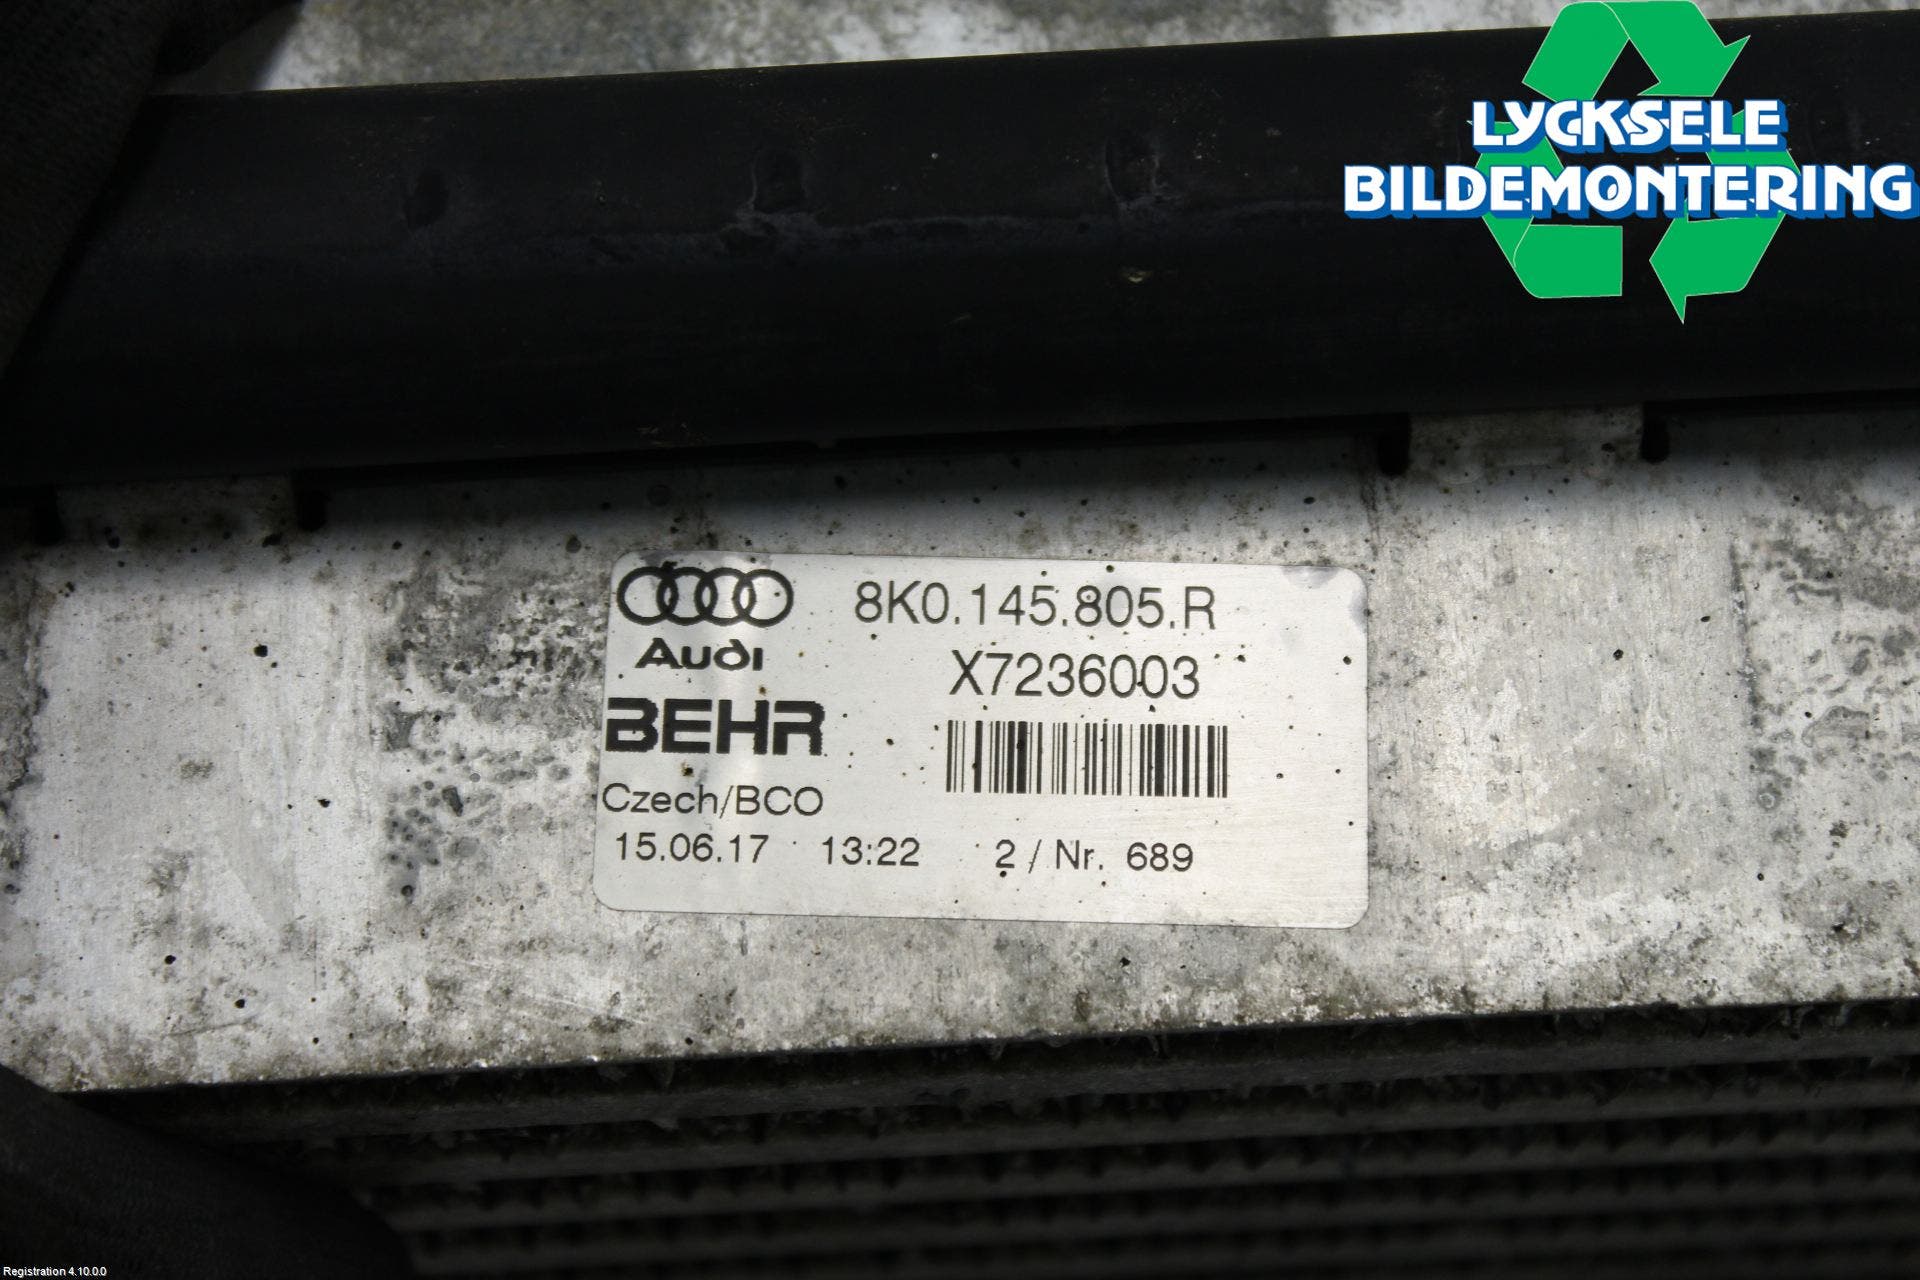 LYCKSELE
BILDEMONTERING
Audi
8K0.145.805.R
X7236003
BEHR
Czech/BCO
15.06.17 13:22 2 / Nr. 689
Registration 4.10.0.0